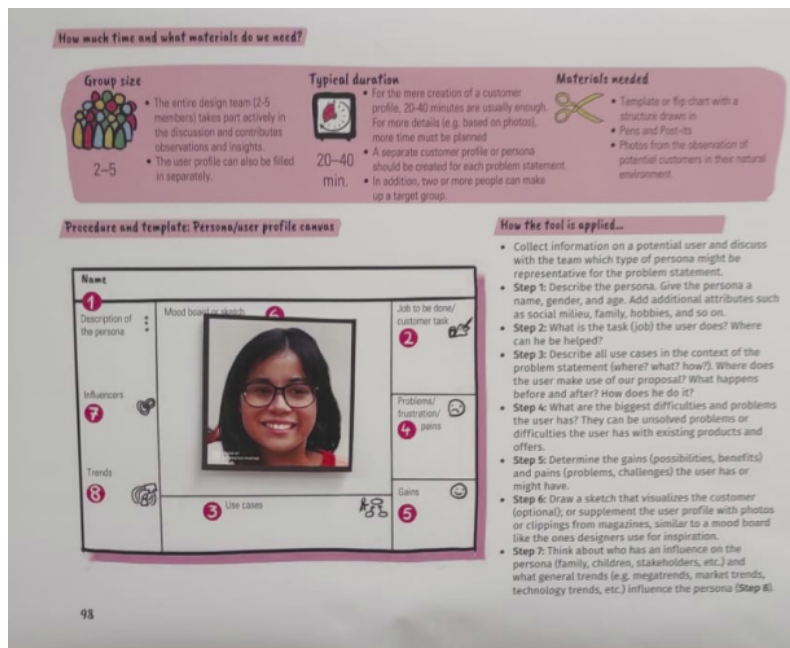 How much time and what materials do we need?
Group size
2–5
• The entire design team (2-5
members) takes part actively in
the discussion and contributes
observations and insights.
• The user profile can also be filled
in separately.
Typical duration
20–40
min.
• For the mere creation of a customer
profile, 20-40 minutes are usually enough.
For more details (e.g. based on photos),
more time must be planned
• A separate customer profile or persona
should be created for each problem statement.
• In addition, two or more people can make
up a target group.
Materials needed
• Template or flip chart with a
structure drawn in
• Pens and Post-its
• Photos from the observation of
potential customers in their natural
environment
Procedure and template: Persona/user profile canvas
Name
1
Description of
the persona
Influencers
7
Trends
8
Mood board or sketch
6
3 Use cases
Job to be done/
customer task
2
Problems/
frustration/
4 pains
Gains
5
How the tool is applied...
• Collect information on a potential user and discuss
with the team which type of persona might be
representative for the problem statement.
• Step 1: Describe the persona. Give the persona a
name, gender, and age. Add additional attributes such
as social milieu, family, hobbies, and so on.
• Step 2: What is the task (job) the user does? Where
can he be helped?
• Step 3: Describe all use cases in the context of the
problem statement (where? what? how?). Where does
the user make use of our proposal? What happens
before and after? How does he do it?
• Step 4: What are the biggest difficulties and problems
the user has? They can be unsolved problems or
difficulties the user has with existing products and
offers.
• Step 5: Determine the gains (possibilities, benefits)
and pains (problems, challenges) the user has or
might have.
• Step 6: Draw a sketch that visualizes the customer
(optional); or supplement the user profile with photos
or clippings from magazines, similar to a mood board
like the ones designers use for inspiration.
• Step 7: Think about who has an influence on the
persona (family, children, stakeholders, etc.) and
what general trends (e.g. megatrends, market trends,
technology trends, etc.) influence the persona (Step 8).
98